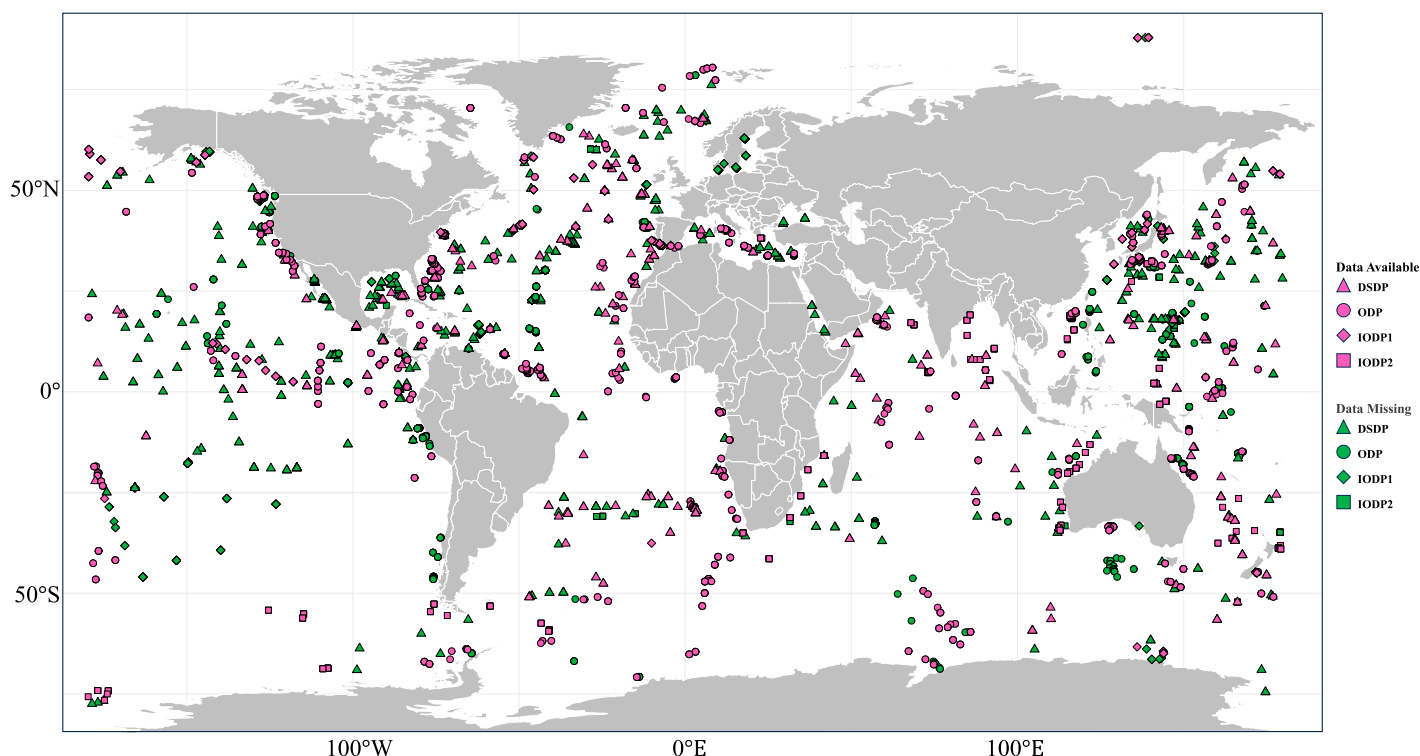 50°N
0°
50°S
100°W
0°E
100°E
Data Available
DSDP
ODP
IODP1
IODP2
Data Missing
DSDP
ODP
IODP1
IODP2